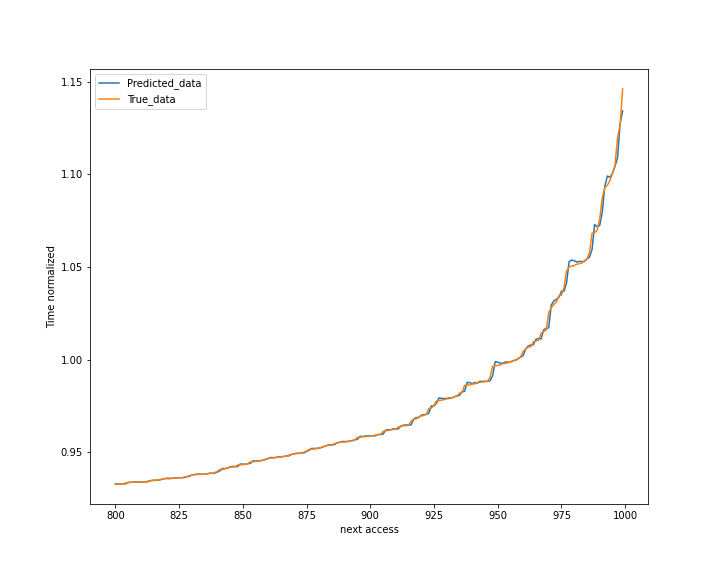 Predicted_data
True_data
1.15
1.10
1.05
1.00
0.95
Time normalized
800 825 850 875 900 925 950 975 1000
next access